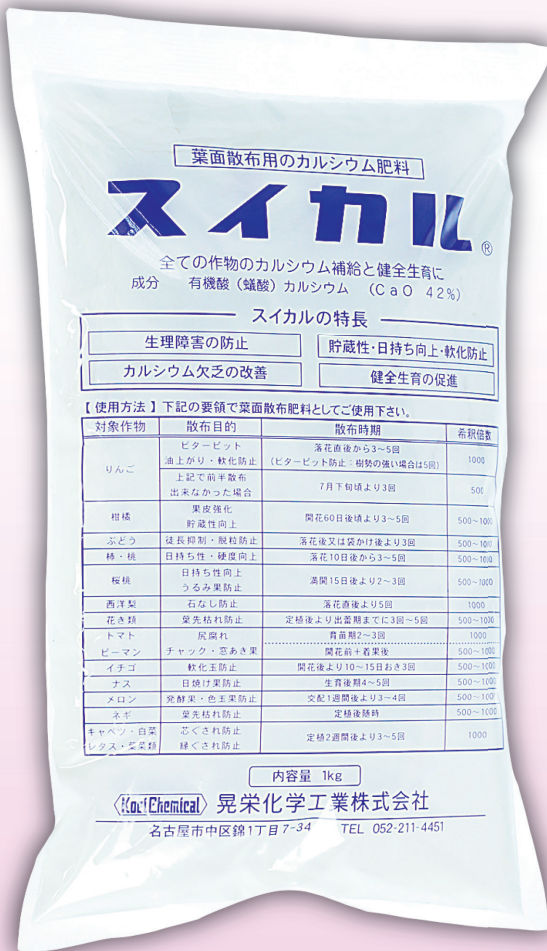 葉面散布用のカルシウム肥料
スイカル®
全ての作物のカルシウム補給と健全生育に
成分 有機酸（蟻酸）カルシウム （CaO 42%）
スイカルの特長
生理障害の防止 貯蔵性・日持ち向上・軟化防止
カルシウム欠乏の改善 健全生育の促進
【使用方法】下記の要領で葉面散布肥料としてご使用下さい。
対象作物 散布目的 散布時期 希釈倍数
りんご ビターピット 油上がり・軟化防止 落花直後から3～5回 (ビターピット防止：樹勢の強い場合は5回) 1000
上記で前半散布 出来なかった場合 7月下旬頃より3回 500
柑橘 果皮強化 貯蔵性向上 開花60日後頃より3～5回 500～1000
ぶどう 徒長抑制・脱粒防止 落花後又は袋かけ後より3回 500～1000
柿・桃 日持ち性・硬度向上 落花10日後から3～5回 500～1000
桜桃 日持ち性向上 うるみ果防止 満開15日後より2～3回 500～1000
西洋梨 石なし防止 落花直後より5回 1000
花き類 葉先枯れ防止 定植後より出蕾期までに3回～5回 500～1000
トマト 尻腐れ 育苗期2～3回 1000
ピーマン チャック・窓あき果 開花前＋着果後 500～1000
イチゴ 軟化玉防止 開花後より10～15日おき3回 500～1000
ナス 日焼け果防止 生育後期4～5回 500～1000
メロン 発酵果・色玉果防止 交配1週間後より3～4回 500～1000
ネギ 葉先枯れ防止 定植後随時 500～1000
キャベツ・白菜 レタス・葉菜類 芯ぐされ防止 縁ぐされ防止 定植2週間後より3～5回 1000
内容量 1kg
〈Koei Chemical〉 晃栄化学工業株式会社
名古屋市中区錦1丁目7-34 TEL 052-211-4451